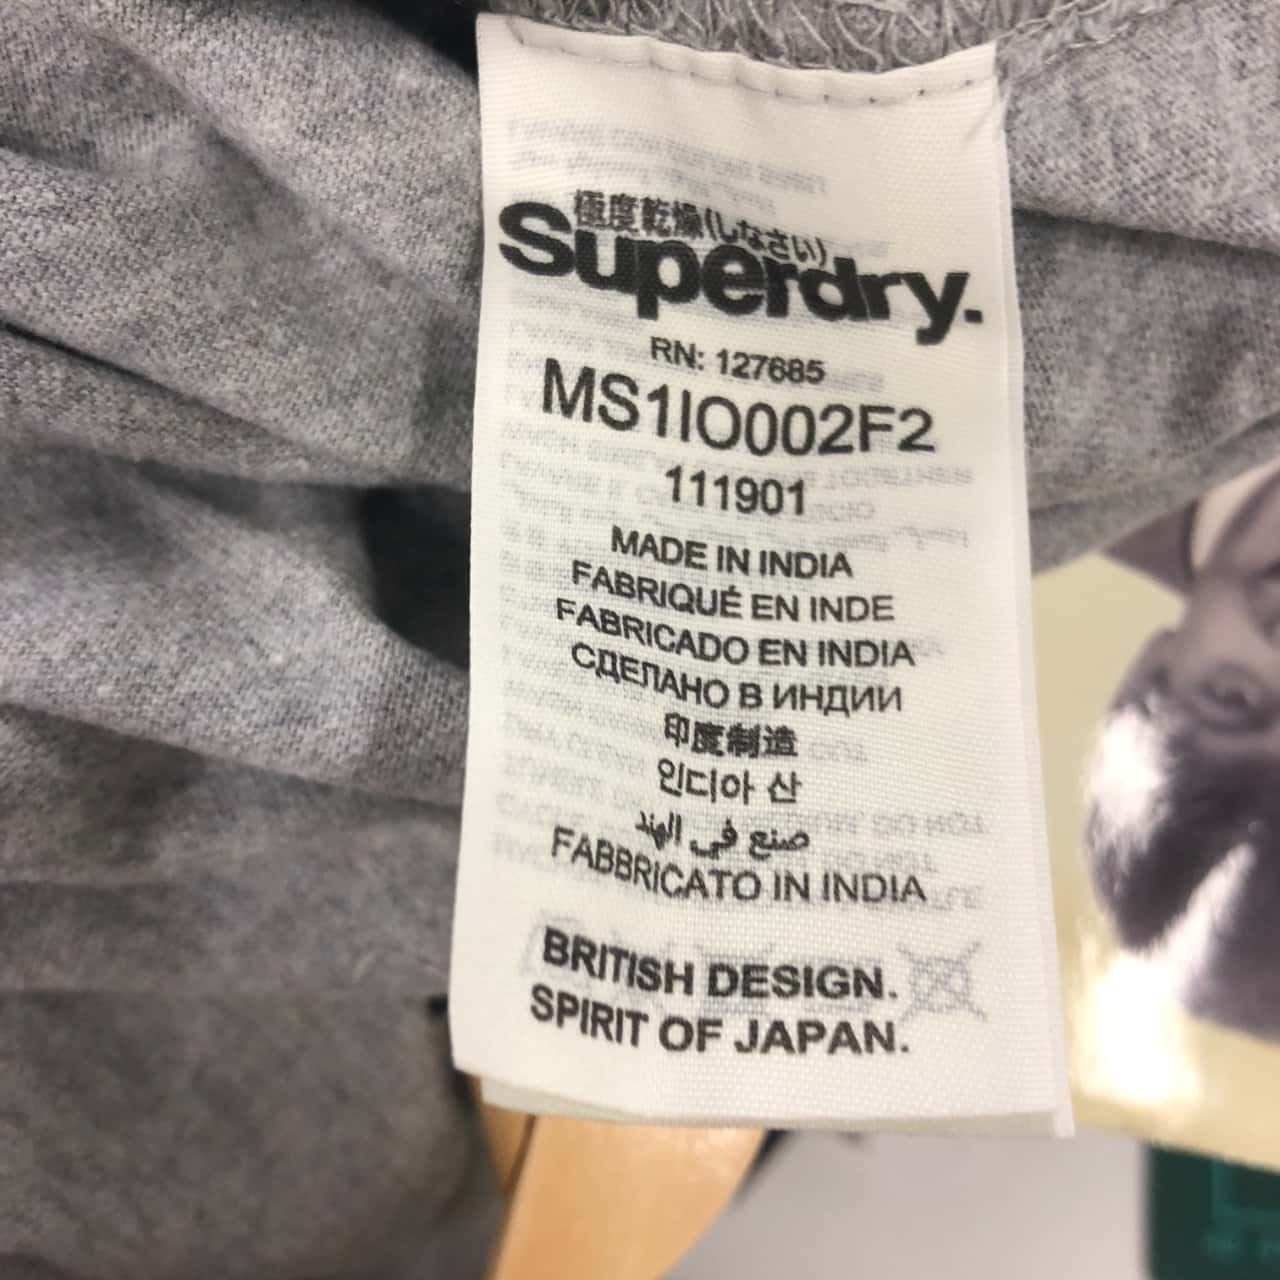 極度乾燥(しなさい)
Superdry.
RN: 127685
MS1IO002F2
111901
MADE IN INDIA
FABRIQUÉ EN INDE
FABRICADO EN INDIA
СДЕЛАНО В ИНДИИ
印度制造
인디아 산
صنع في الهند
FABBRICATO IN INDIA
BRITISH DESIGN.
SPIRIT OF JAPAN.